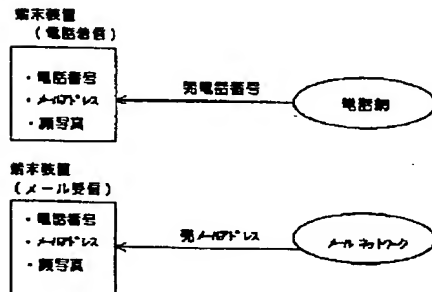 端末装置
（電話着信）
・電話番号
・メールアドレス
・顔写真
発電話番号
電話網
端末装置
（メール受信）
・電話番号
・メールアドレス
・顔写真
発メールアドレス
メールネットワーク